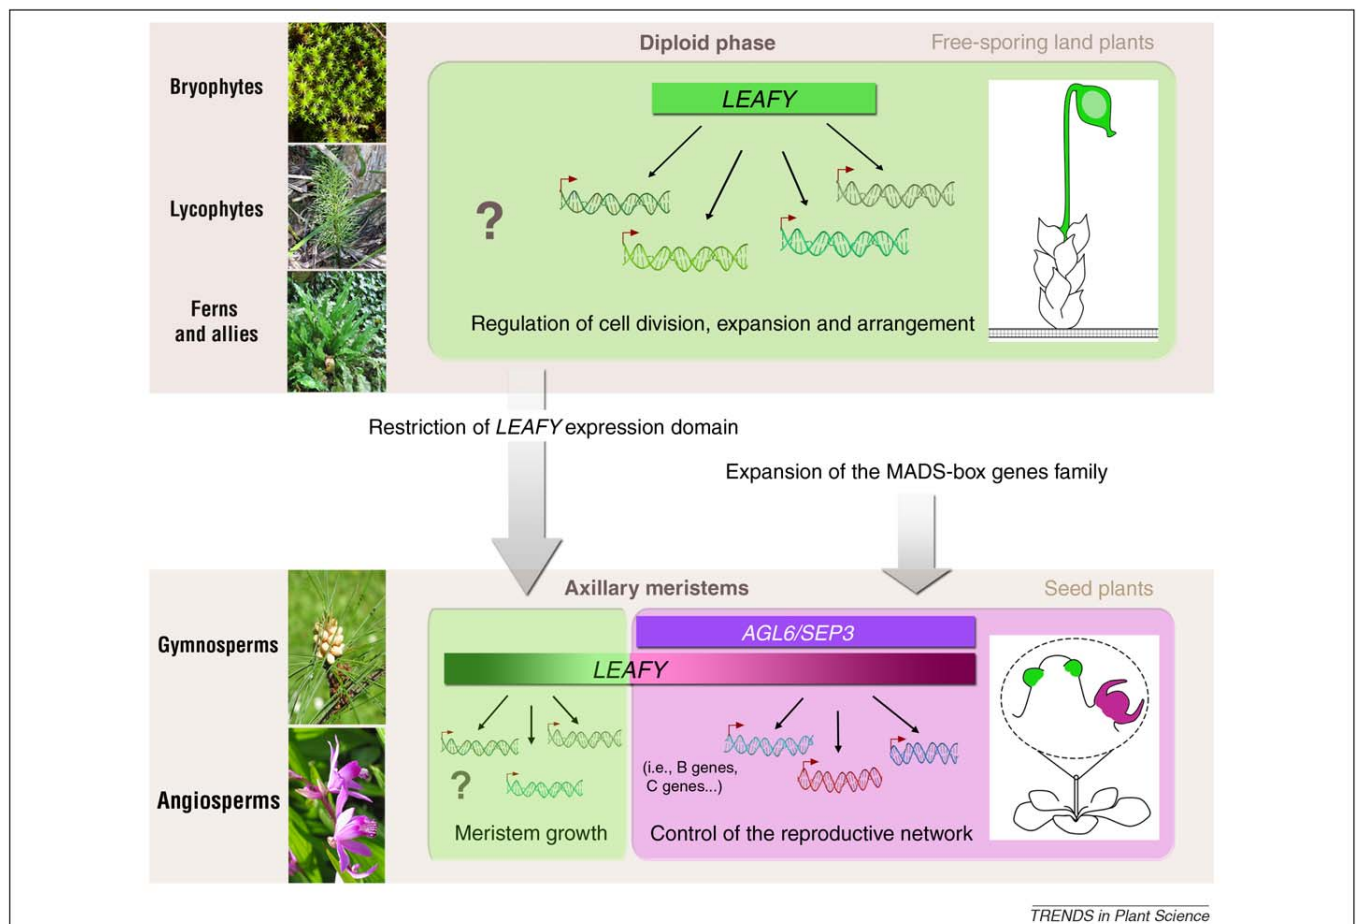 Diploid phase
Free-sporing land plants
Bryophytes
LEAFY
Lycophytes
?
Ferns
and allies
Regulation of cell division, expansion and arrangement
Restriction of LEAFY expression domain
Expansion of the MADS-box genes family
Axillary meristems
Seed plants
Gymnosperms
AGL6/SEP3
LEAFY
Angiosperms
?
(i.e., B genes,
C genes...)
Meristem growth
Control of the reproductive network
TRENDS in Plant Science